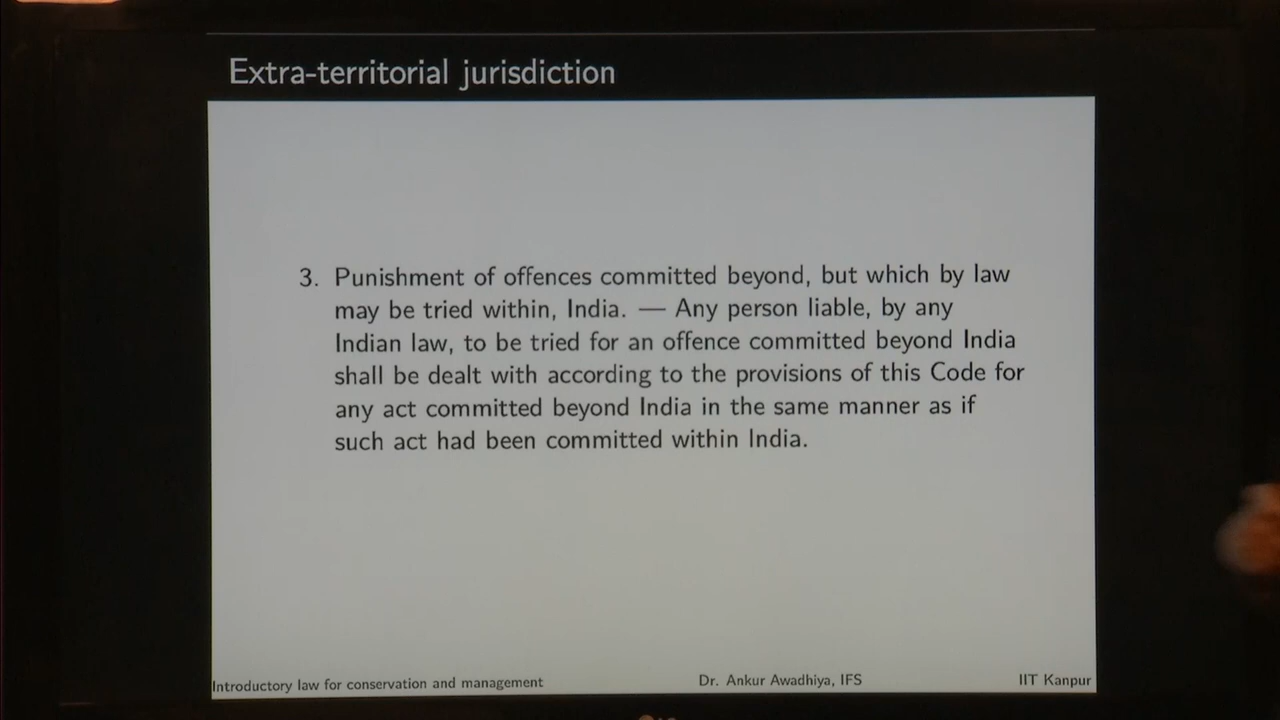 Extra-territorial jurisdiction
3. Punishment of offences committed beyond, but which by law
may be tried within, India. — Any person liable, by any
Indian law, to be tried for an offence committed beyond India
shall be dealt with according to the provisions of this Code for
any act committed beyond India in the same manner as if
such act had been committed within India.
Introductory law for conservation and management
Dr. Ankur Awadhiya, IFS
IIT Kanpur